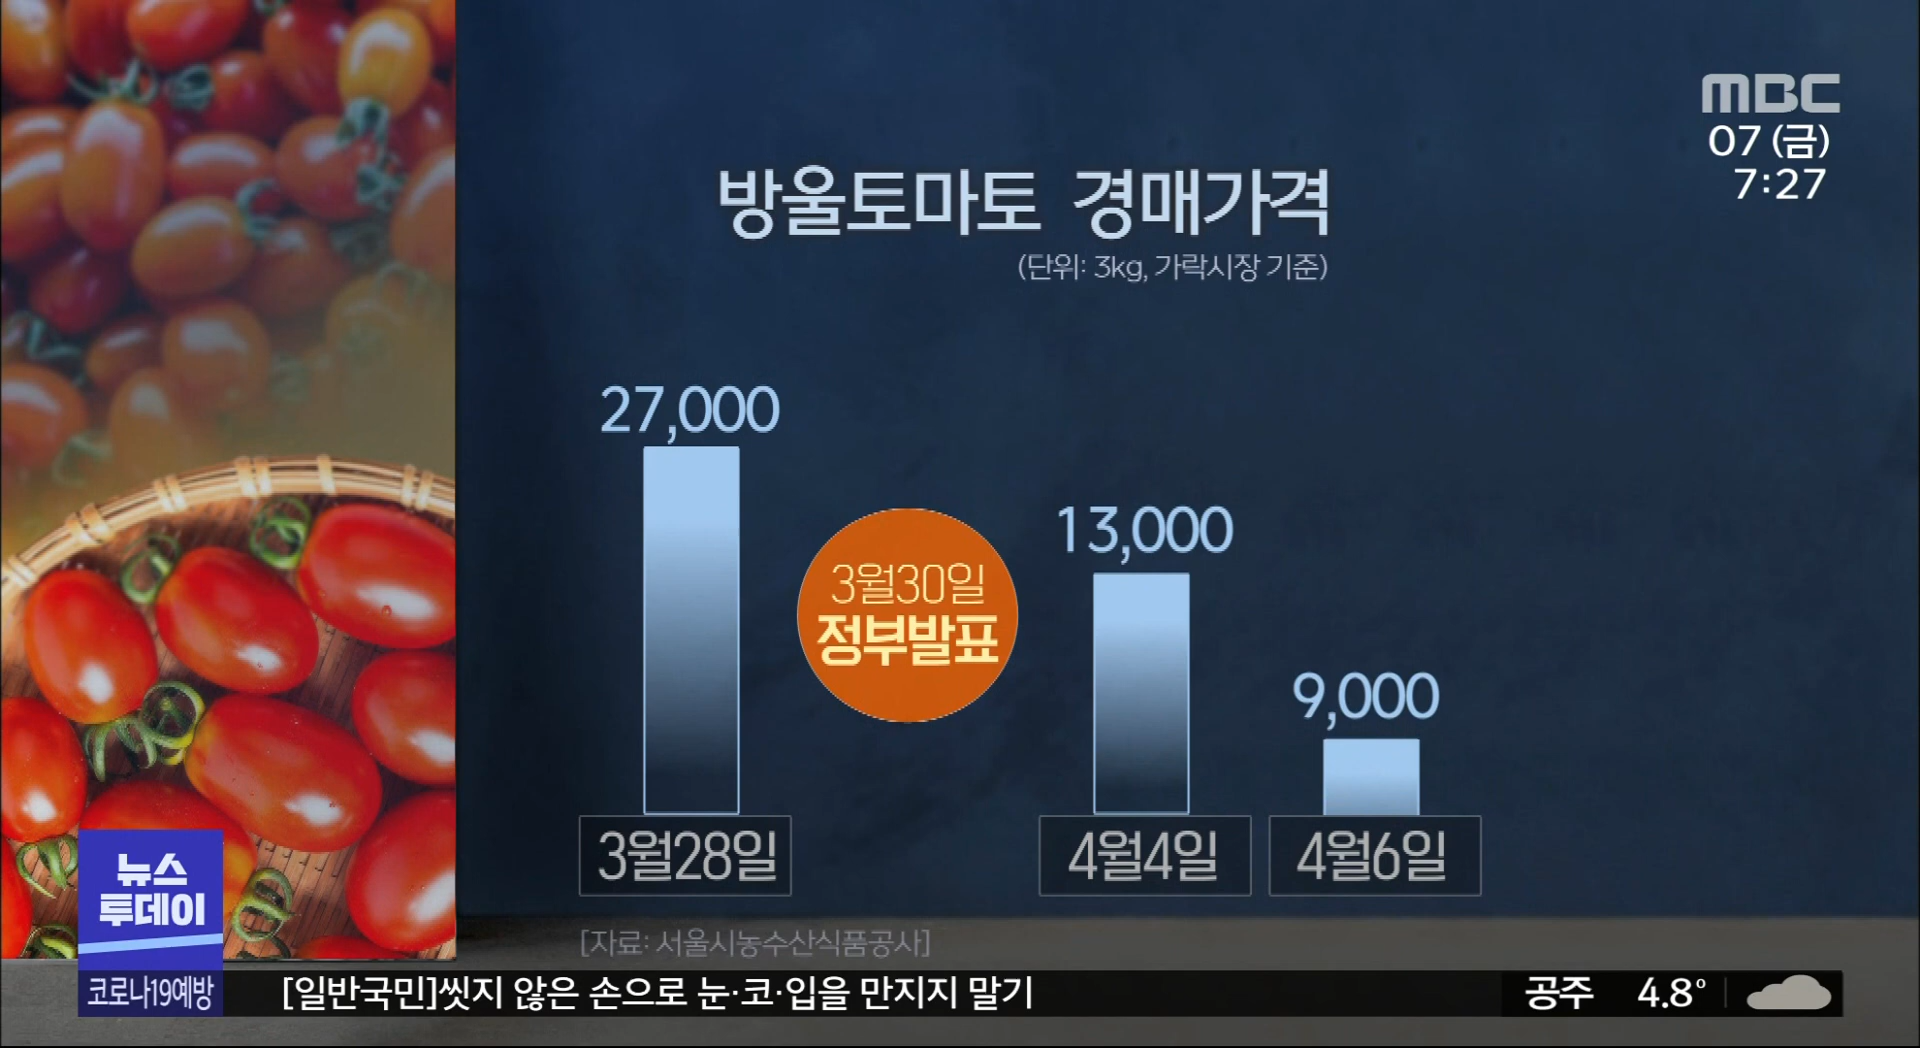 MBC
07 (금)
7:27
방울토마토 경매가격
(단위: 3kg, 가락시장 기준)
27,000
13,000
9,000
3월30일
정부발표
3월28일
4월4일
4월6일
[자료: 서울시농수산식품공사]
뉴스
투데이
코로나19예방
[일반국민]씻지 않은 손으로 눈·코·입을 만지지 말기
공주 4.8°